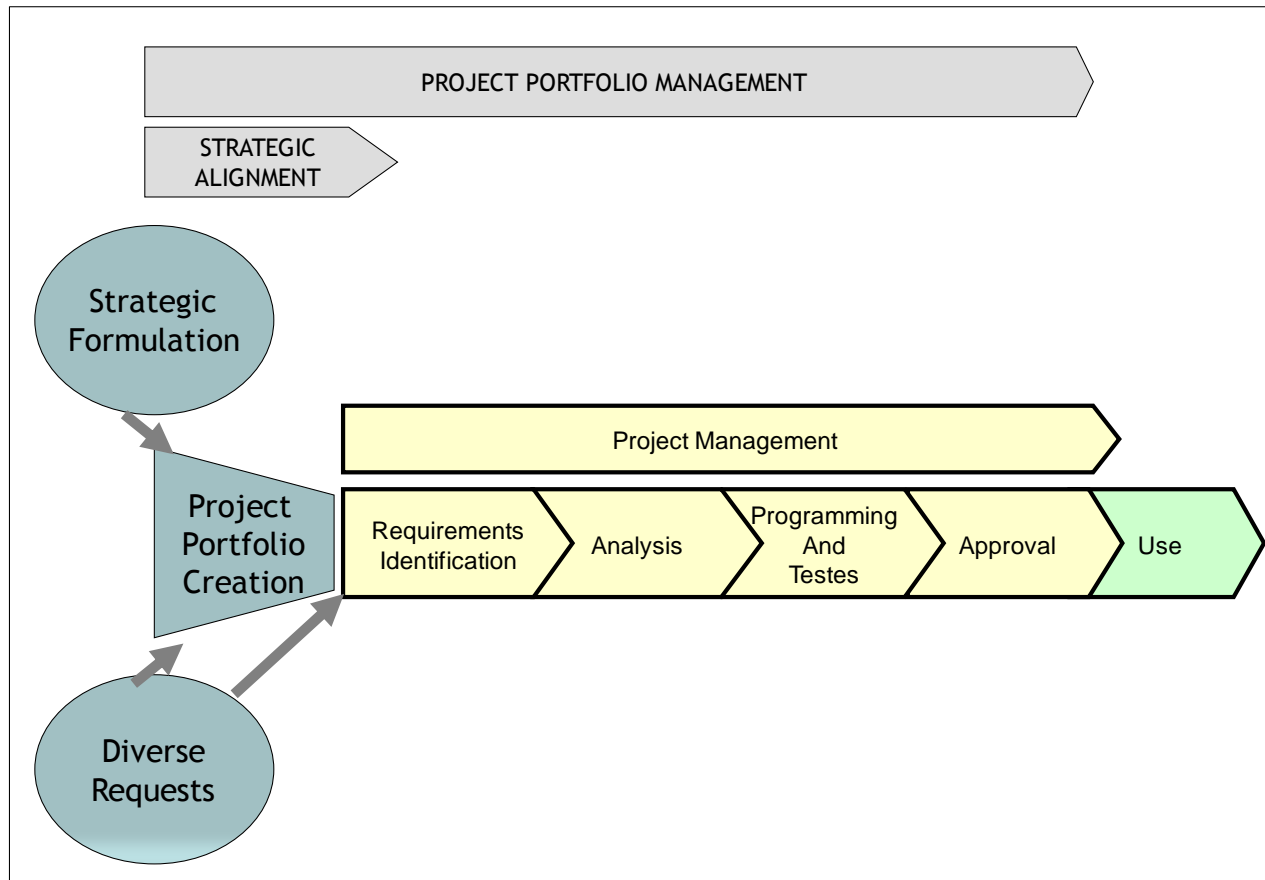 PROJECT PORTFOLIO MANAGEMENT
STRATEGIC
ALIGNMENT
Strategic
Formulation
Project Management
Project
Portfolio
Creation
Requirements
Identification
Analysis
Programming
And
Testes
Approval
Use
Diverse
Requests